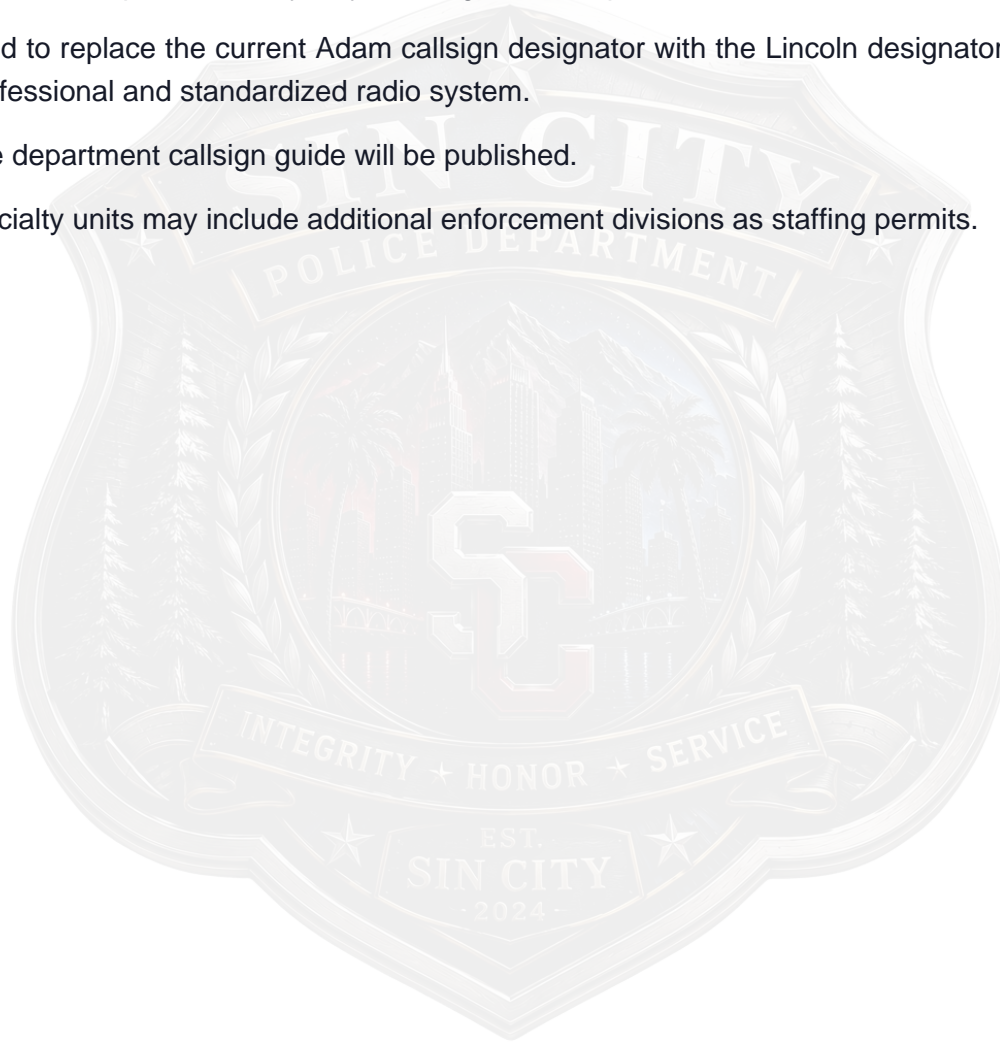 d to replace the current Adam callsign designator with the Lincoln designator
fessional and standardized radio system.
e department callsign guide will be published.
cialty units may include additional enforcement divisions as staffing permits.
SIN CITY
POLICE DEPARTMENT
SC
INTEGRITY HONOR SERVICE
EST.
SIN CITY
-2024-